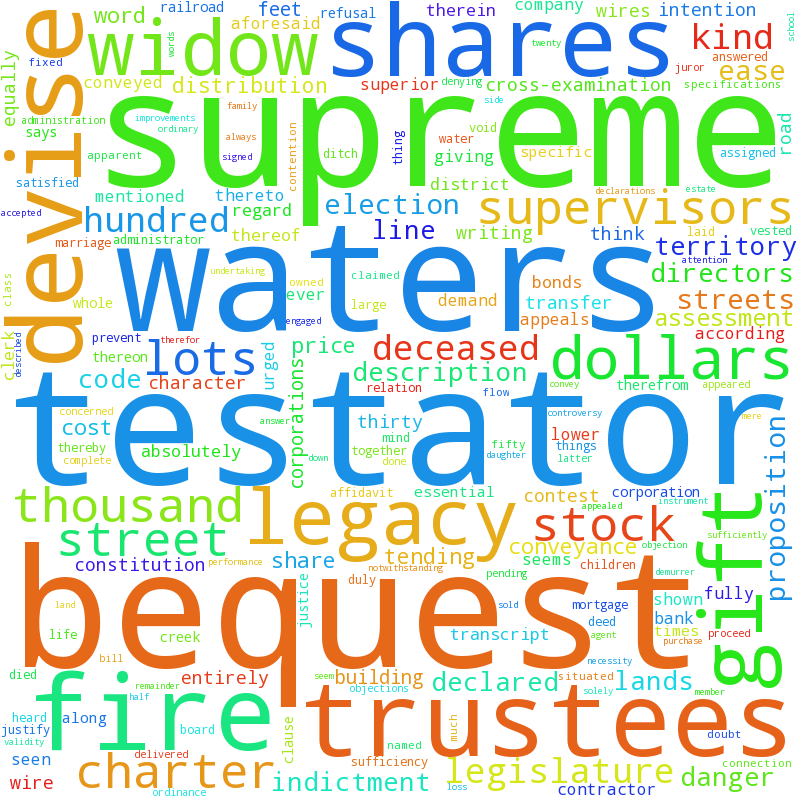 railroad feet refusal therein company wires intention
word aforesaid
widow shares kind
words twenty school
fixed conveyed distribution superior juror answered ease
equally says devise supreme cross-examination specifications
administration improvements ordinary family always signed denying side
apparent ditch contention thing water void giving specific assigned road
satisfied mentioned thereto district declarations estate
accepted hundred regard election writing supervisors vested
marriage administrator thereof line think laid territory
waters attention directors
class whole undertaking owned ever claimed large demand bonds transfer streets
clerk described prevent therefor engaged appeals assessment
thereon lots urged price deceased according dollars
code character description relation flow convey therefrom appeared
concerned testator corporations answer thirty controversy mere
cost thereby absolutely down mind together fifty things lower
complete done daughter latter proposition
thousand legacy affidavit essential contest corporation instrument
street stock appealed gift sufficiently
constitution performance share tending seems conveyance objection
land notwithstanding pending children demurrer
bequest duly justice sold mortgage shown fully
life creek transcript deed bank times
bill agent proceed purchase
died entirely seem building necessity situated
fire remainder half objections declared solely lands member
heard along trustees
justify board clause named much doubt
validity seen delivered sufficiency connection
wire charter indictment legislature danger
ordinance loss contractor